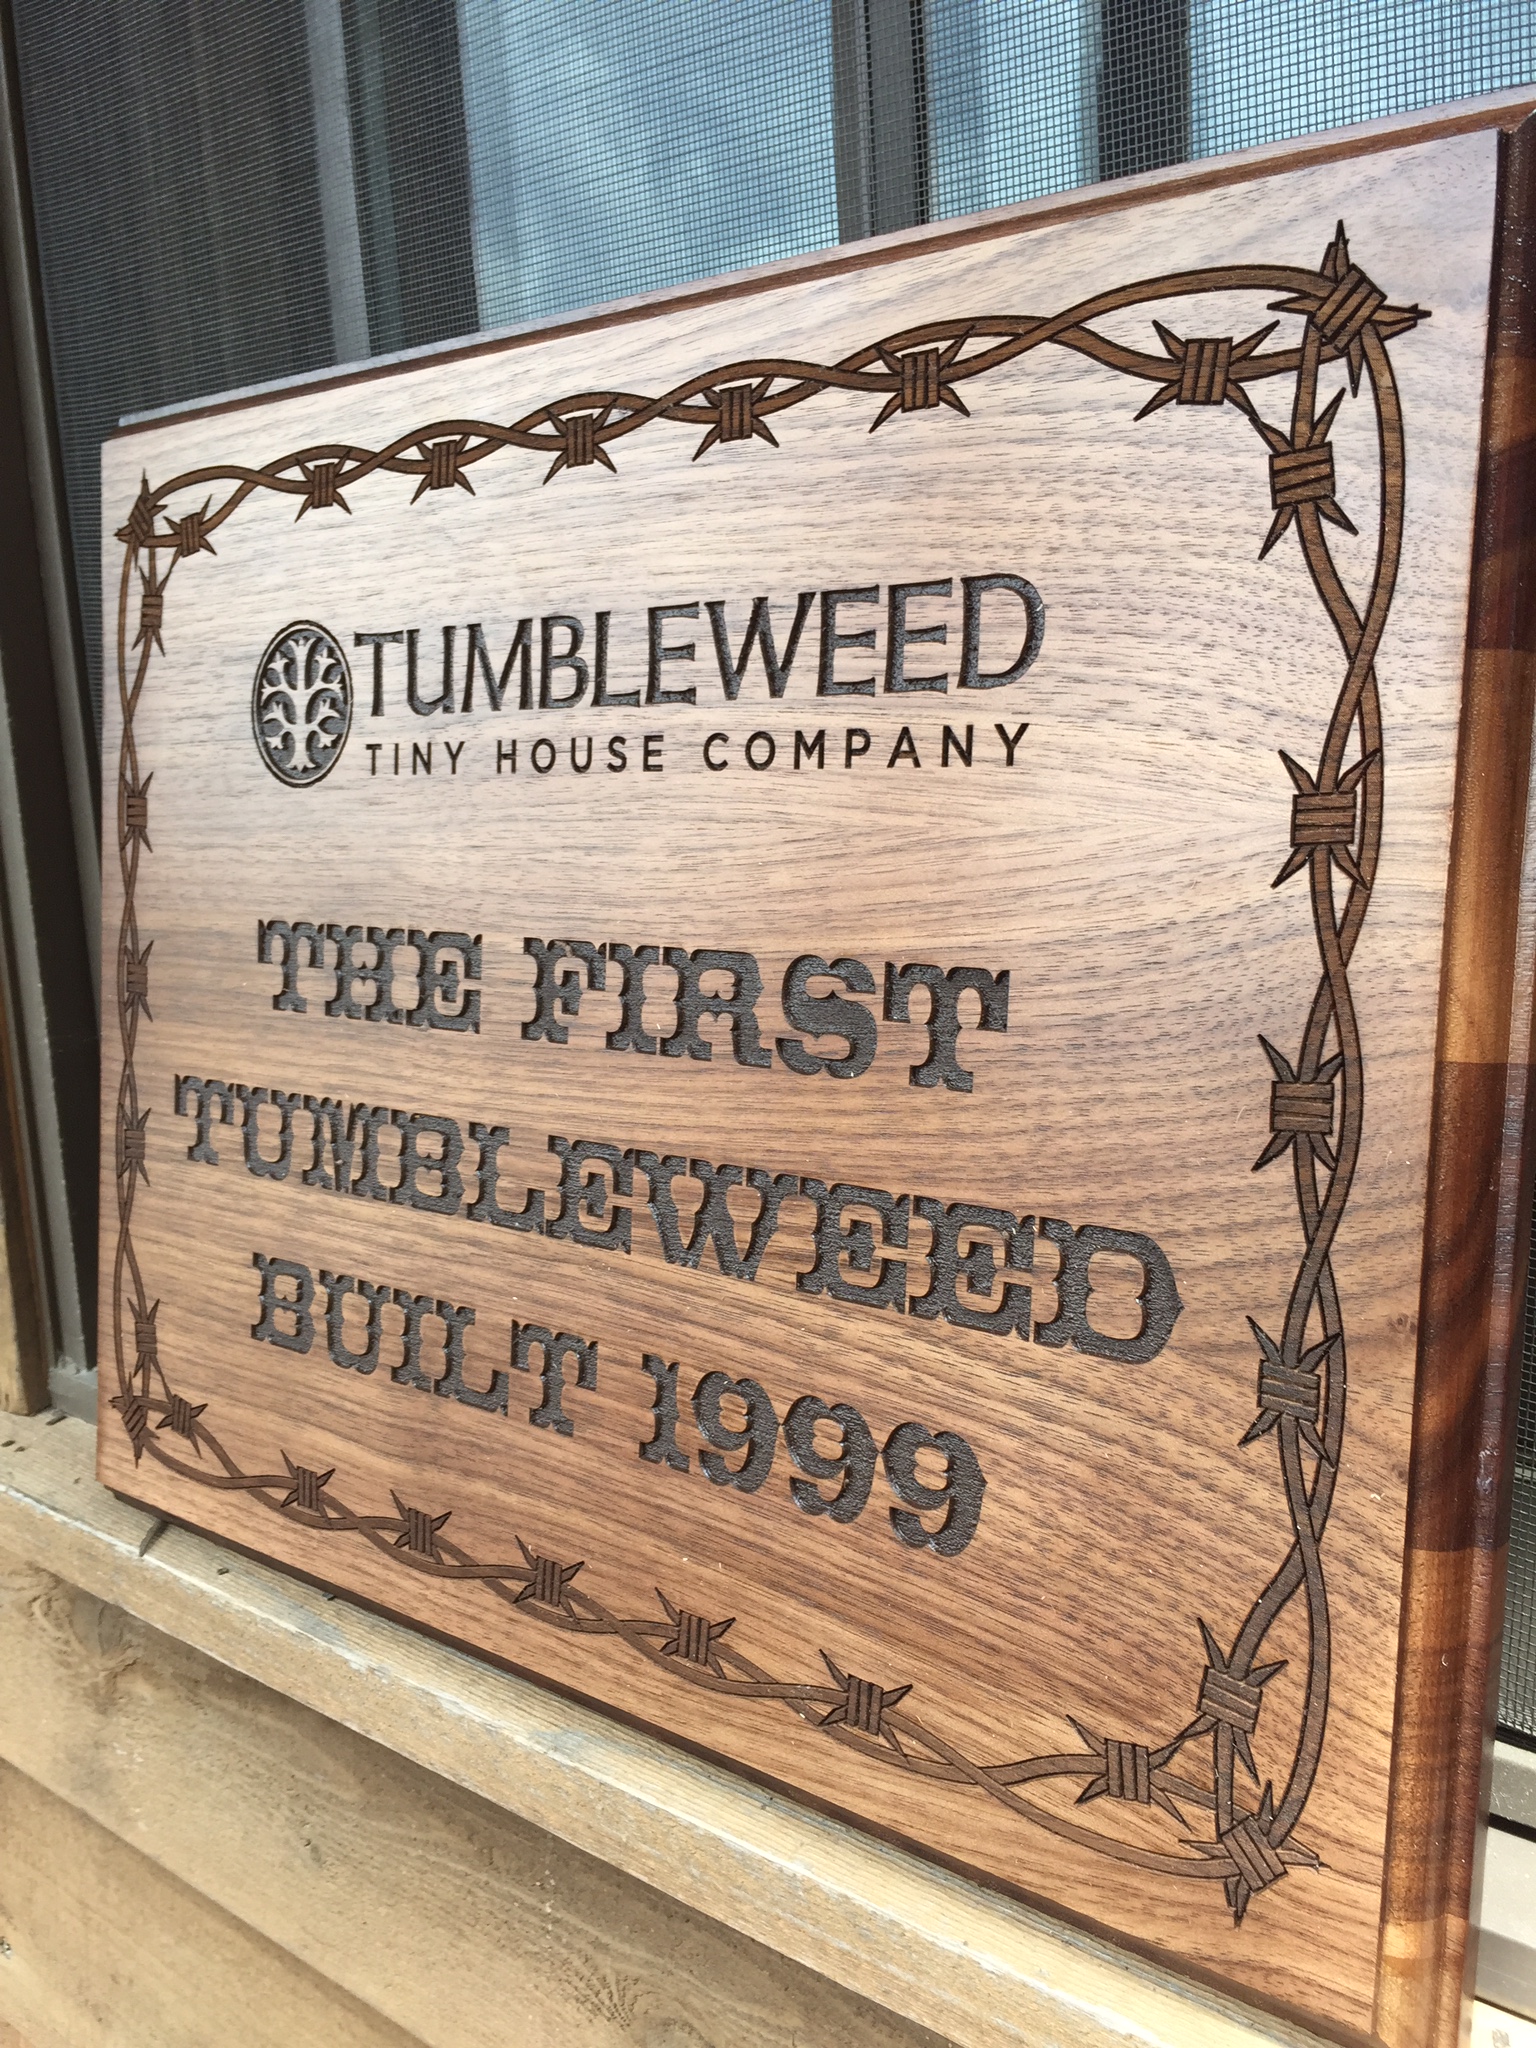 TUMBLEWEED
TINY HOUSE COMPANY
THE FIRST
TUMBLEWEED
BUILT 1999